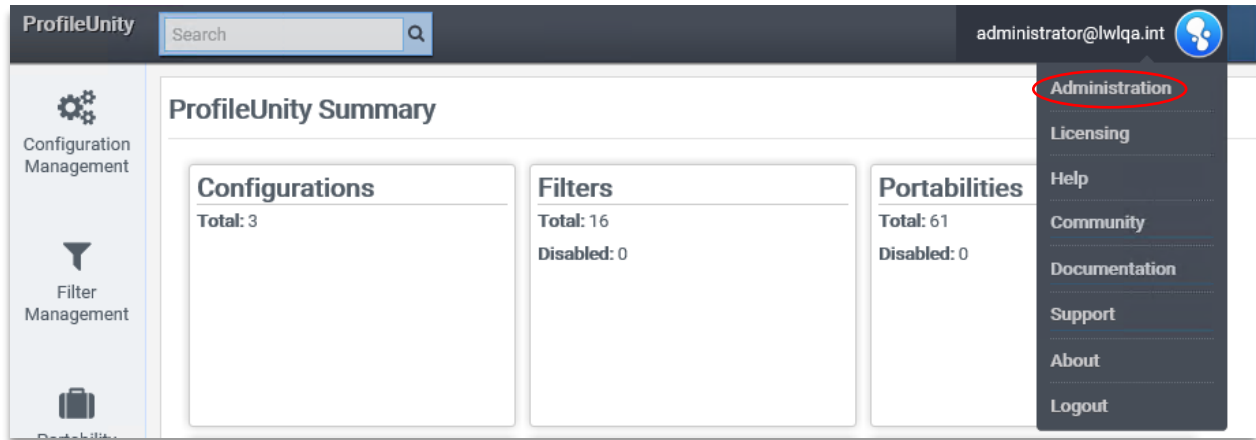 ProfileUnity
Search
administrator@lwlqa.int
Configuration
Management
Filter
Management
ProfileUnity Summary
Configurations
Total: 3
Filters
Total: 16
Disabled: 0
Portabilities
Total: 61
Disabled: 0
Administration
Licensing
Help
Community
Documentation
Support
About
Logout